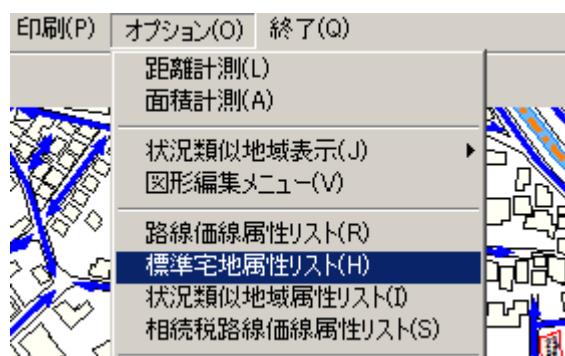 印刷(P) オプション(O) 終了(Q)
距離計測(L)
面積計測(A)
状況類似地域表示(J)
図形編集メニュー(V)
路線価線属性リスト(R)
標準宅地属性リスト(H)
状況類似地域属性リスト(I)
相続税路線価線属性リスト(S)